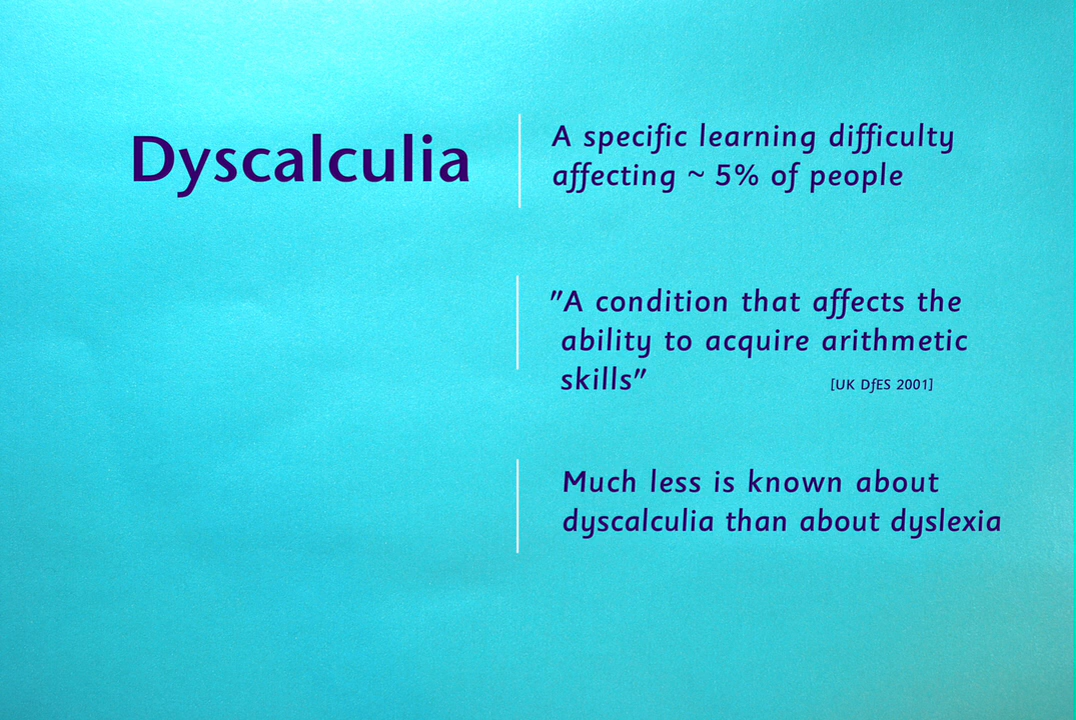 Dyscalculia
A specific learning difficulty
affecting ~ 5% of people
"A condition that affects the
ability to acquire arithmetic
skills"
[UK DfES 2001]
Much less is known about
dyscalculia than about dyslexia